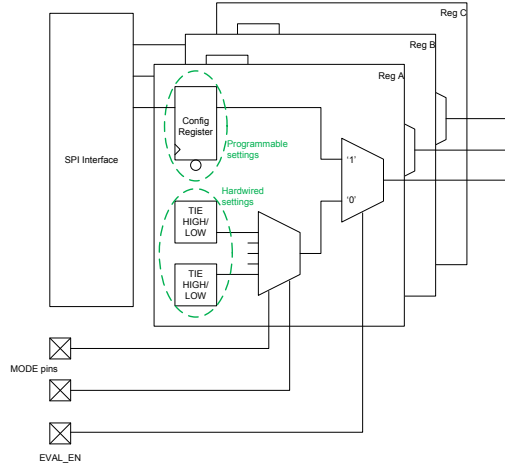 Reg C
Reg B
Reg A
SPI Interface
Config
Register
Programmable
settings
'1'
Hardwired
settings
'0'
TIE
HIGH/
LOW
TIE
HIGH/
LOW
MODE pins
EVAL_EN